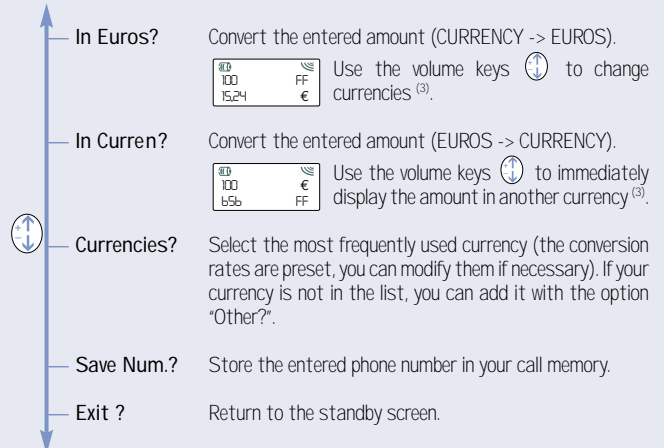 In Euros? Convert the entered amount (CURRENCY -> EUROS).
100 FF
15,24 €
Use the volume keys + - to change
currencies (3).
In Curren? Convert the entered amount (EUROS -> CURRENCY).
100 €
656 FF
Use the volume keys + - to immediately
display the amount in another currency (3).
+ -
Currencies? Select the most frequently used currency (the conversion
rates are preset, you can modify them if necessary). If your
currency is not in the list, you can add it with the option
"Other?".
Save Num.? Store the entered phone number in your call memory.
Exit ? Return to the standby screen.